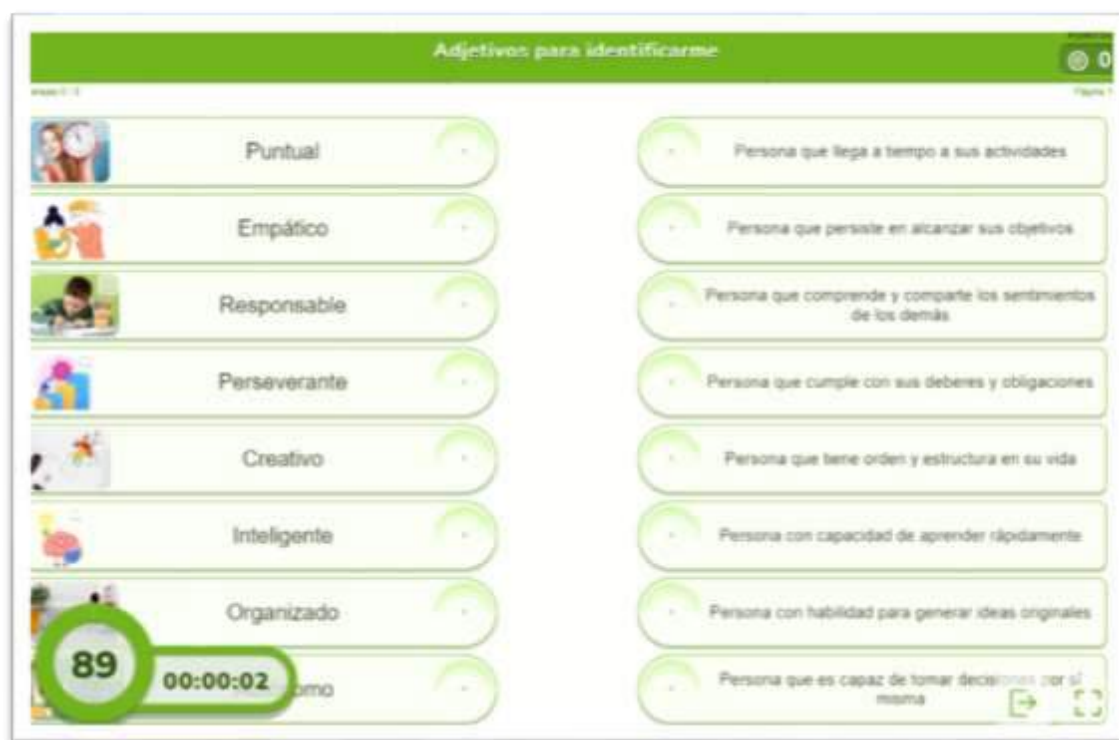 Adjetivos para identificarme
0
Puntual
Persona que llega a tiempo a sus actividades
Empático
Persona que persiste en alcanzar sus objetivos
Responsable
Persona que comprende y comparte los sentimientos
de los demás
Perseverante
Persona que cumple con sus deberes y obligaciones
Creativo
Persona que tiene orden y estructura en su vida
Inteligente
Persona con capacidad de aprender rápidamente
Organizado
Persona con habilidad para generar ideas originales
89
00:00:02
omo
Persona que es capaz de tomar decisiones por sí
misma